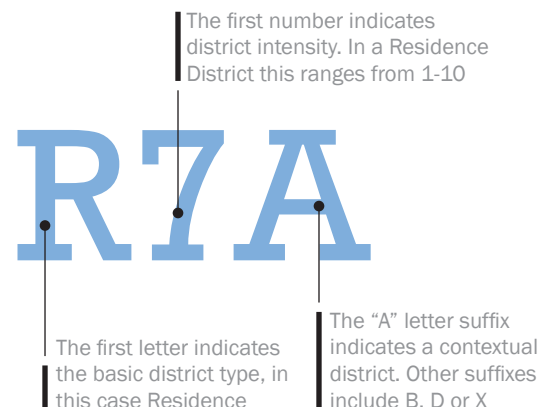 The first number indicates
district intensity. In a Residence
District this ranges from 1-10
R7A
The first letter indicates
the basic district type, in
this case Residence
The “A” letter suffix
indicates a contextual
district. Other suffixes
include B, D or X